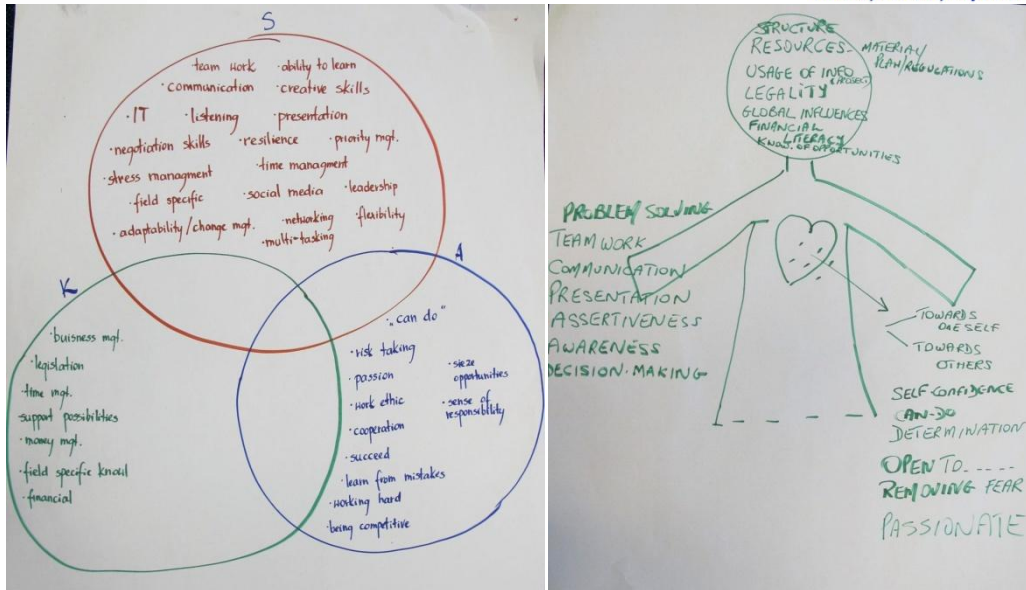 S
team work · ability to learn
· communication · creative skills
· IT · listening · presentation
· negotiation skills · resilience · priority mgt.
· time managment
· stress managment
· field specific · social media · leadership
· adaptability/change mgt. · networking · flexibility
· multi-tasking
K
· buisness mgt.
· legislation
· time mgt.
support possibilities
· money mgt.
· field specific knowl
· financial
A
· „can do"
· risk taking
· passion
· work ethic
· cooperation
· succeed
· learn from mistakes
· working hard
· being competitive
· sieze
opportunities
· sense of
responsibility
STRUCTURE
RESOURCES - MATERIAL/
PLAN/REGULATIONS
USAGE OF INFO
LEGALITY
GLOBAL INFLUENCES
FINANCIAL
LITERACY
KNOW. OF OPPORTUNITIES
PROBLEM SOLVING
TEAMWORK
COMMUNICATION
PRESENTATION
ASSERTIVENESS
AWARENESS
DECISION-MAKING
TOWARDS
ONESELF
TOWARDS
OTHERS
SELF-CONFIDENCE
CAN-DO
DETERMINATION
OPEN TO-----
REMOVING FEAR
PASSIONATE